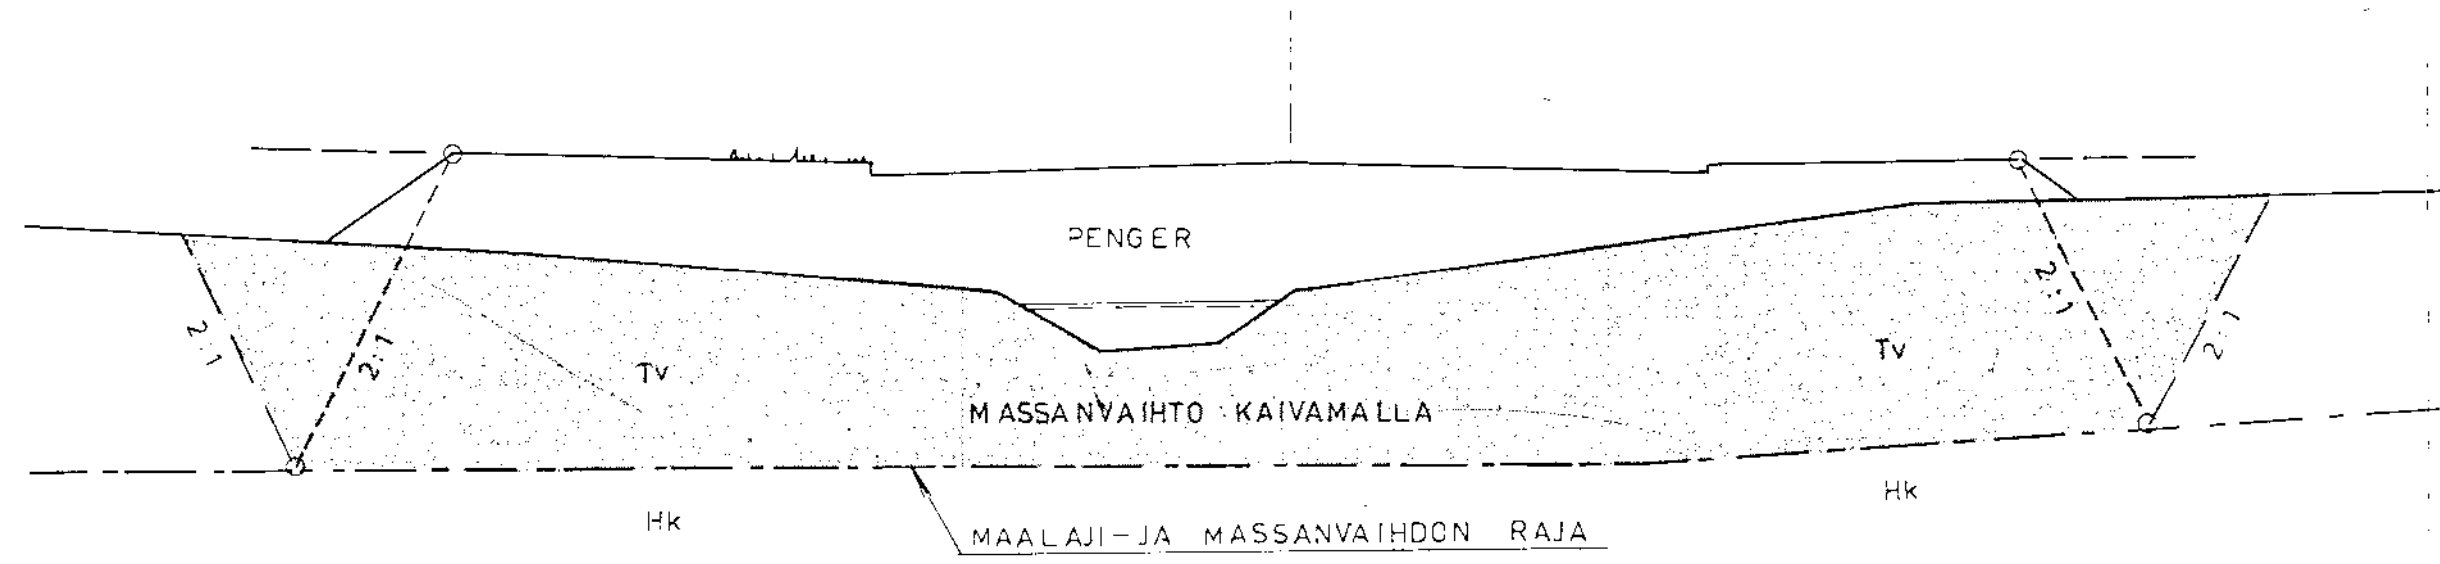 PENGER
2:1
2:1
2:1
2:1
Tv
Tv
MASSANVAIHTO KAIVAMALLA
Hk
Hk
MAALAJI-JA MASSANVAIHDON RAJA